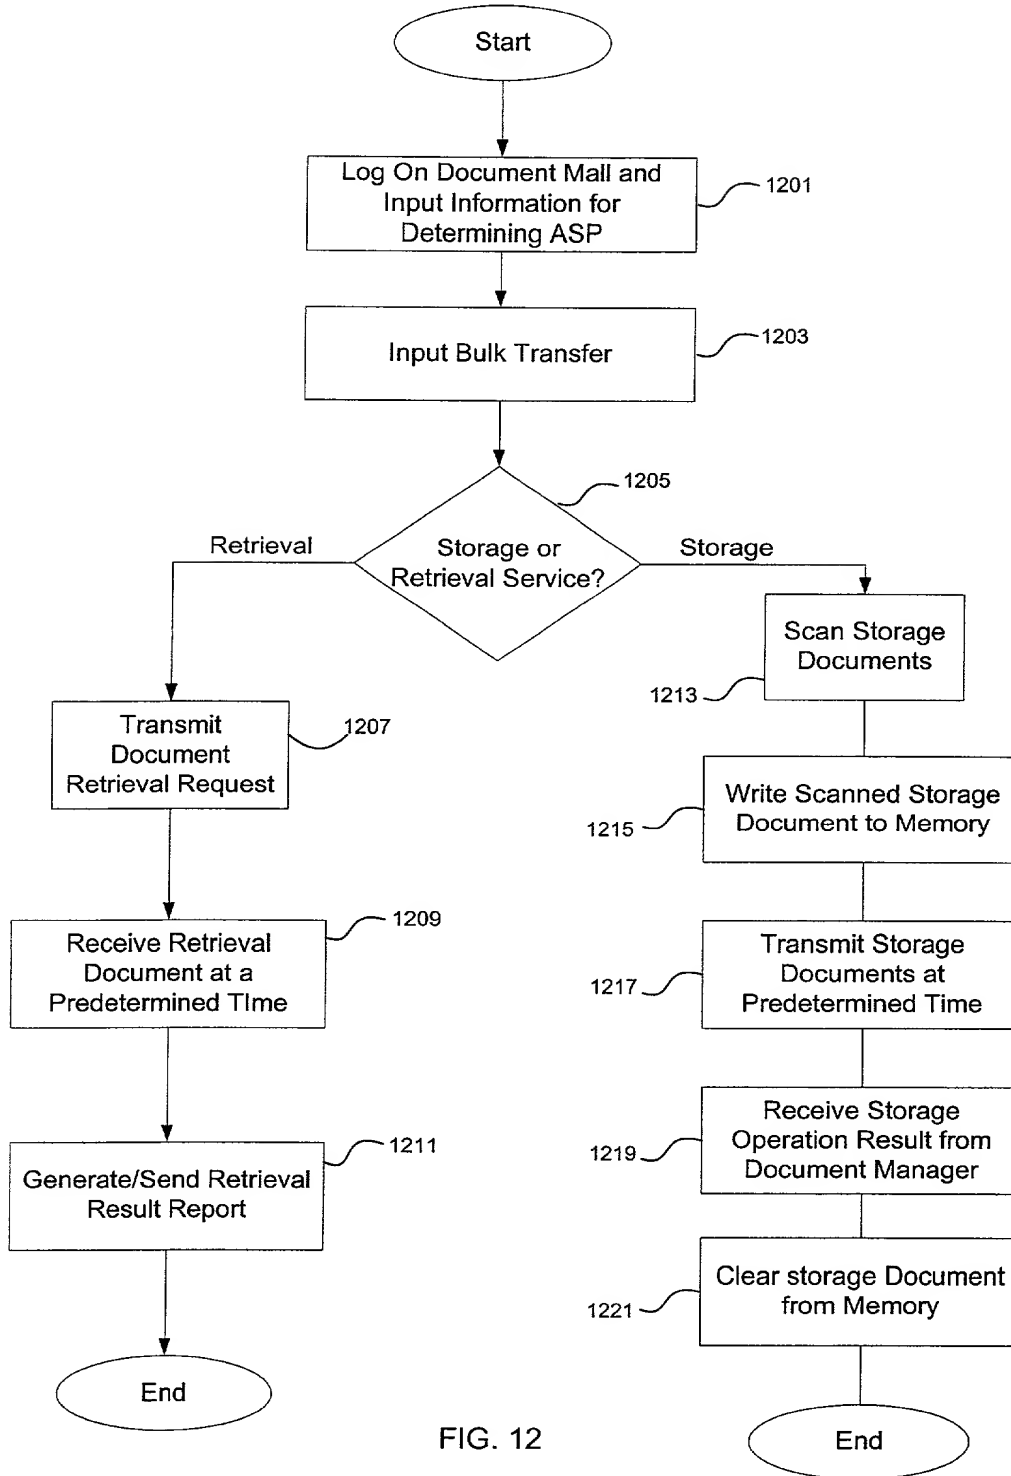 Start
Log On Document Mall and
Input Information for
Determining ASP
1201
Input Bulk Transfer
1203
1205
Storage or
Retrieval Service?
Retrieval
Storage
Transmit
Document
Retrieval Request
1207
Receive Retrieval
Document at a
Predetermined TIme
1209
Generate/Send Retrieval
Result Report
1211
End
Scan Storage
Documents
1213
Write Scanned Storage
Document to Memory
1215
Transmit Storage
Documents at
Predetermined Time
1217
Receive Storage
Operation Result from
Document Manager
1219
Clear storage Document
from Memory
1221
End
FIG. 12